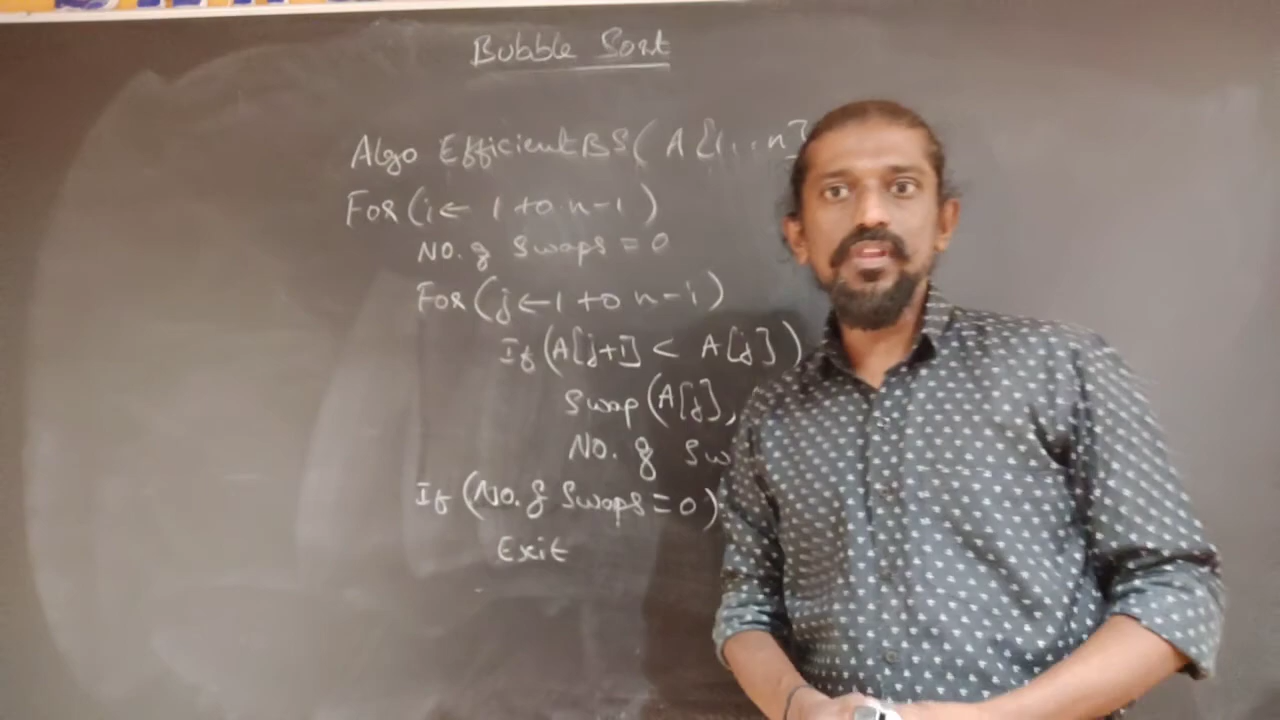 Bubble Sort
Algo EfficientBS( A[1..n]
For (i ← 1 to n-1)
No. of Swaps = 0
For (j ← 1 to n-i)
If (A[j+1] < A[j])
Swap (A[j],
No. of Sw
If (No. of Swaps = 0)
Exit